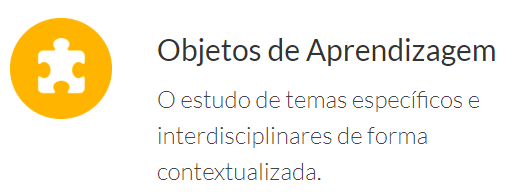 Objetos de Aprendizagem
O estudo de temas específicos e
interdisciplinares de forma
contextualizada.